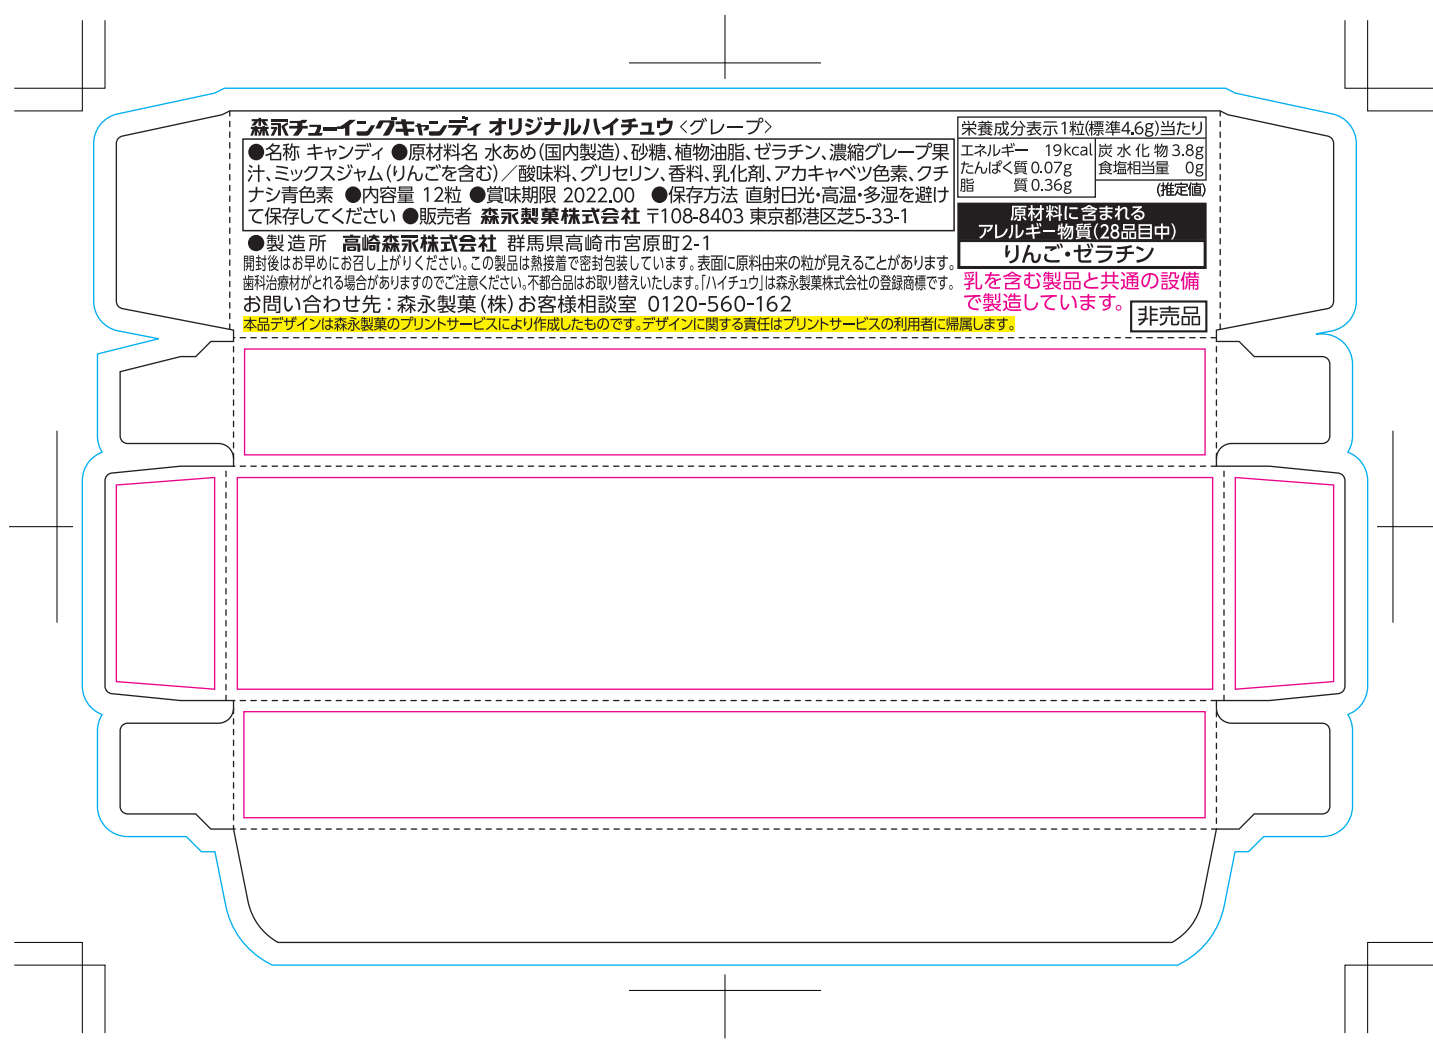 森永チューイングキャンディ オリジナルハイチュウ〈グレープ〉
●名称 キャンディ ●原材料名 水あめ(国内製造)、砂糖、植物油脂、ゼラチン、濃縮グレープ果
汁、ミックスジャム(りんごを含む)／酸味料、グリセリン、香料、乳化剤、アカキャベツ色素、クチ
ナシ青色素 ●内容量 12粒 ●賞味期限 2022.00 ●保存方法 直射日光・高温・多湿を避け
て保存してください ●販売者 森永製菓株式会社 〒108-8403 東京都港区芝5-33-1
●製造所 高崎森永株式会社 群馬県高崎市宮原町2-1
開封後はお早めにお召し上がりください。この製品は熱接着で密封包装しています。表面に原料由来の粒が見えることがあります。
歯科治療材がとれる場合がありますのでご注意ください。不都合品はお取り替えいたします。「ハイチュウ」は森永製菓株式会社の登録商標です。
お問い合わせ先：森永製菓(株)お客様相談室 0120-560-162
本品デザインは森永製菓のプリントサービスにより作成したものです。デザインに関する責任はプリントサービスの利用者に帰属します。
栄養成分表示1粒(標準4.6g)当たり
エネルギー 19kcal 炭水化物 3.8g
たんぱく質 0.07g 食塩相当量 0g
脂質 0.36g
(推定値)
原材料に含まれる
アレルギー物質(28品目中)
りんご・ゼラチン
乳を含む製品と共通の設備
で製造しています。
非売品